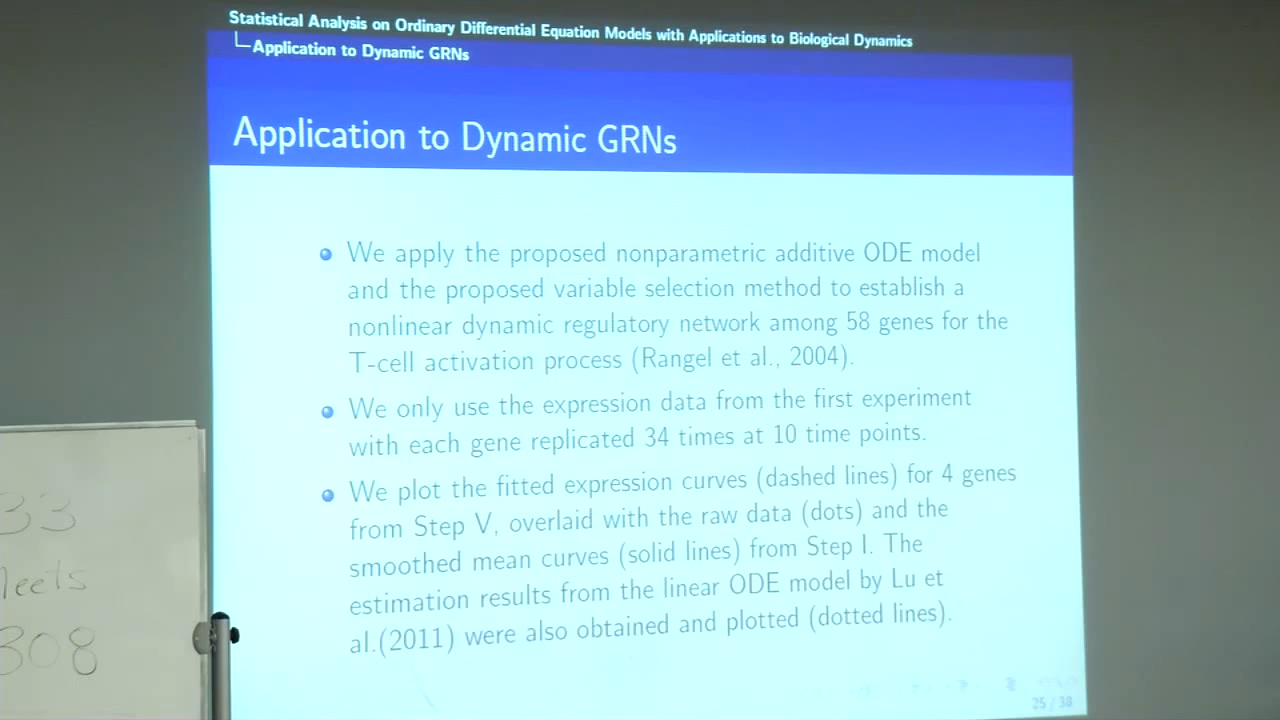 Statistical Analysis on Ordinary Differential Equation Models with Applications to Biological Dynamics
Application to Dynamic GRNs
Application to Dynamic GRNs
We apply the proposed nonparametric additive ODE model
and the proposed variable selection method to establish a
nonlinear dynamic regulatory network among 58 genes for the
T-cell activation process (Rangel et al., 2004).
We only use the expression data from the first experiment
with each gene replicated 34 times at 10 time points.
We plot the fitted expression curves (dashed lines) for 4 genes
from Step V, overlaid with the raw data (dots) and the
smoothed mean curves (solid lines) from Step I. The
estimation results from the linear ODE model by Lu et
al.(2011) were also obtained and plotted (dotted lines).
25 / 38
33
308